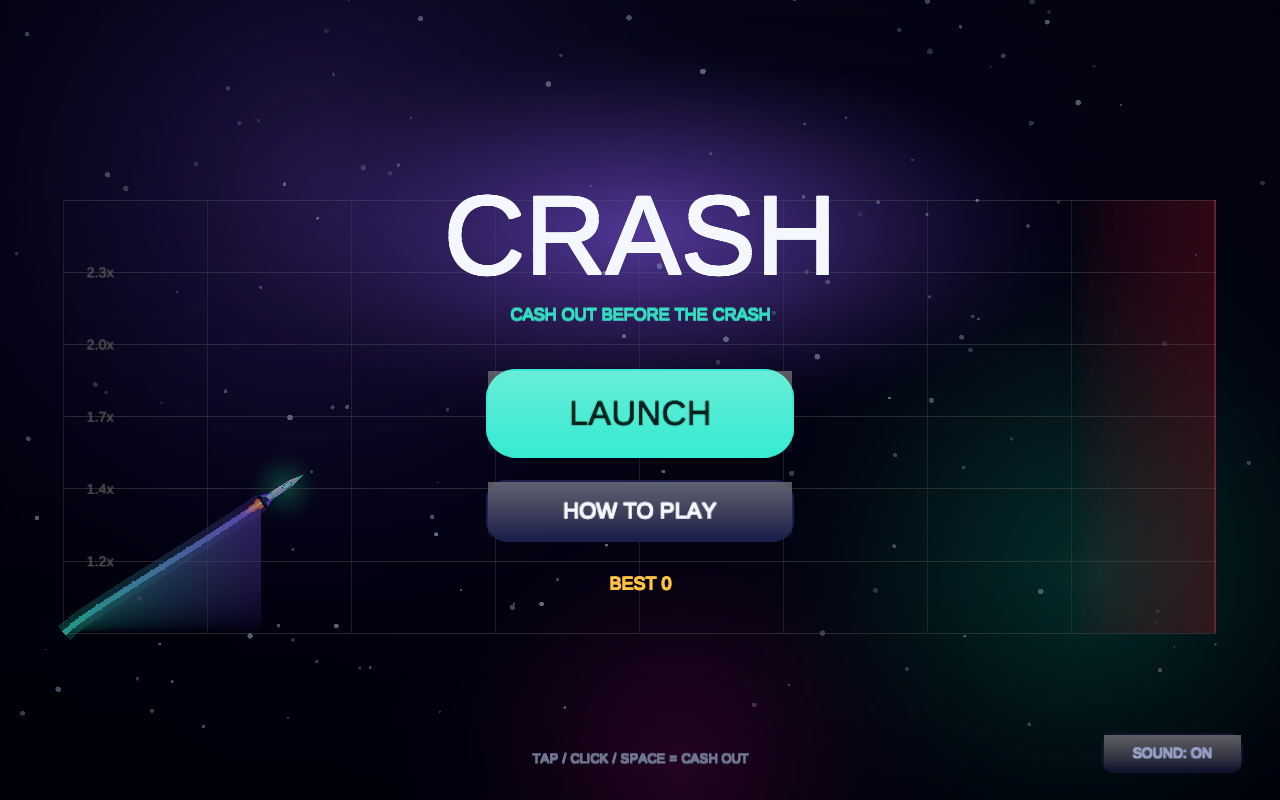 CRASH
2.3x
CASH OUT BEFORE THE CRASH
2.0x
1.7x
LAUNCH
1.4x
HOW TO PLAY
1.2x
BEST 0
TAP / CLICK / SPACE = CASH OUT
SOUND: ON